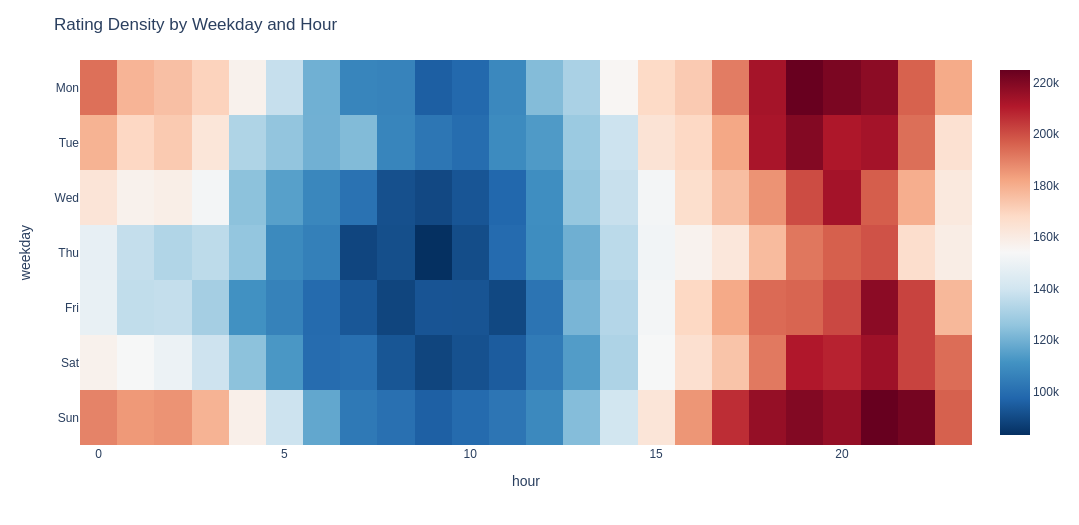 Rating Density by Weekday and Hour
weekday
Mon
Tue
Wed
Thu
Fri
Sat
Sun
0 5 10 15 20
hour
220k
200k
180k
160k
140k
120k
100k